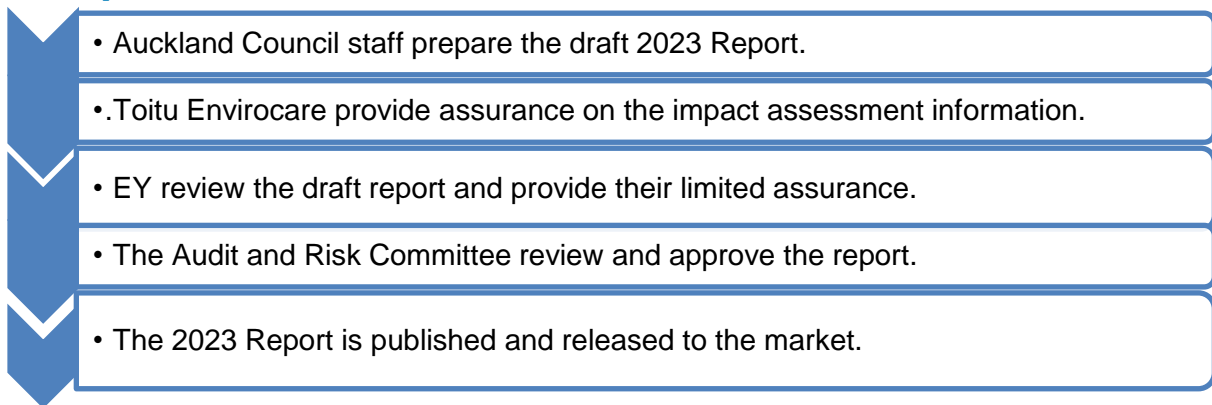 • Auckland Council staff prepare the draft 2023 Report.
•.Toitu Envirocare provide assurance on the impact assessment information.
• EY review the draft report and provide their limited assurance.
• The Audit and Risk Committee review and approve the report.
• The 2023 Report is published and released to the market.